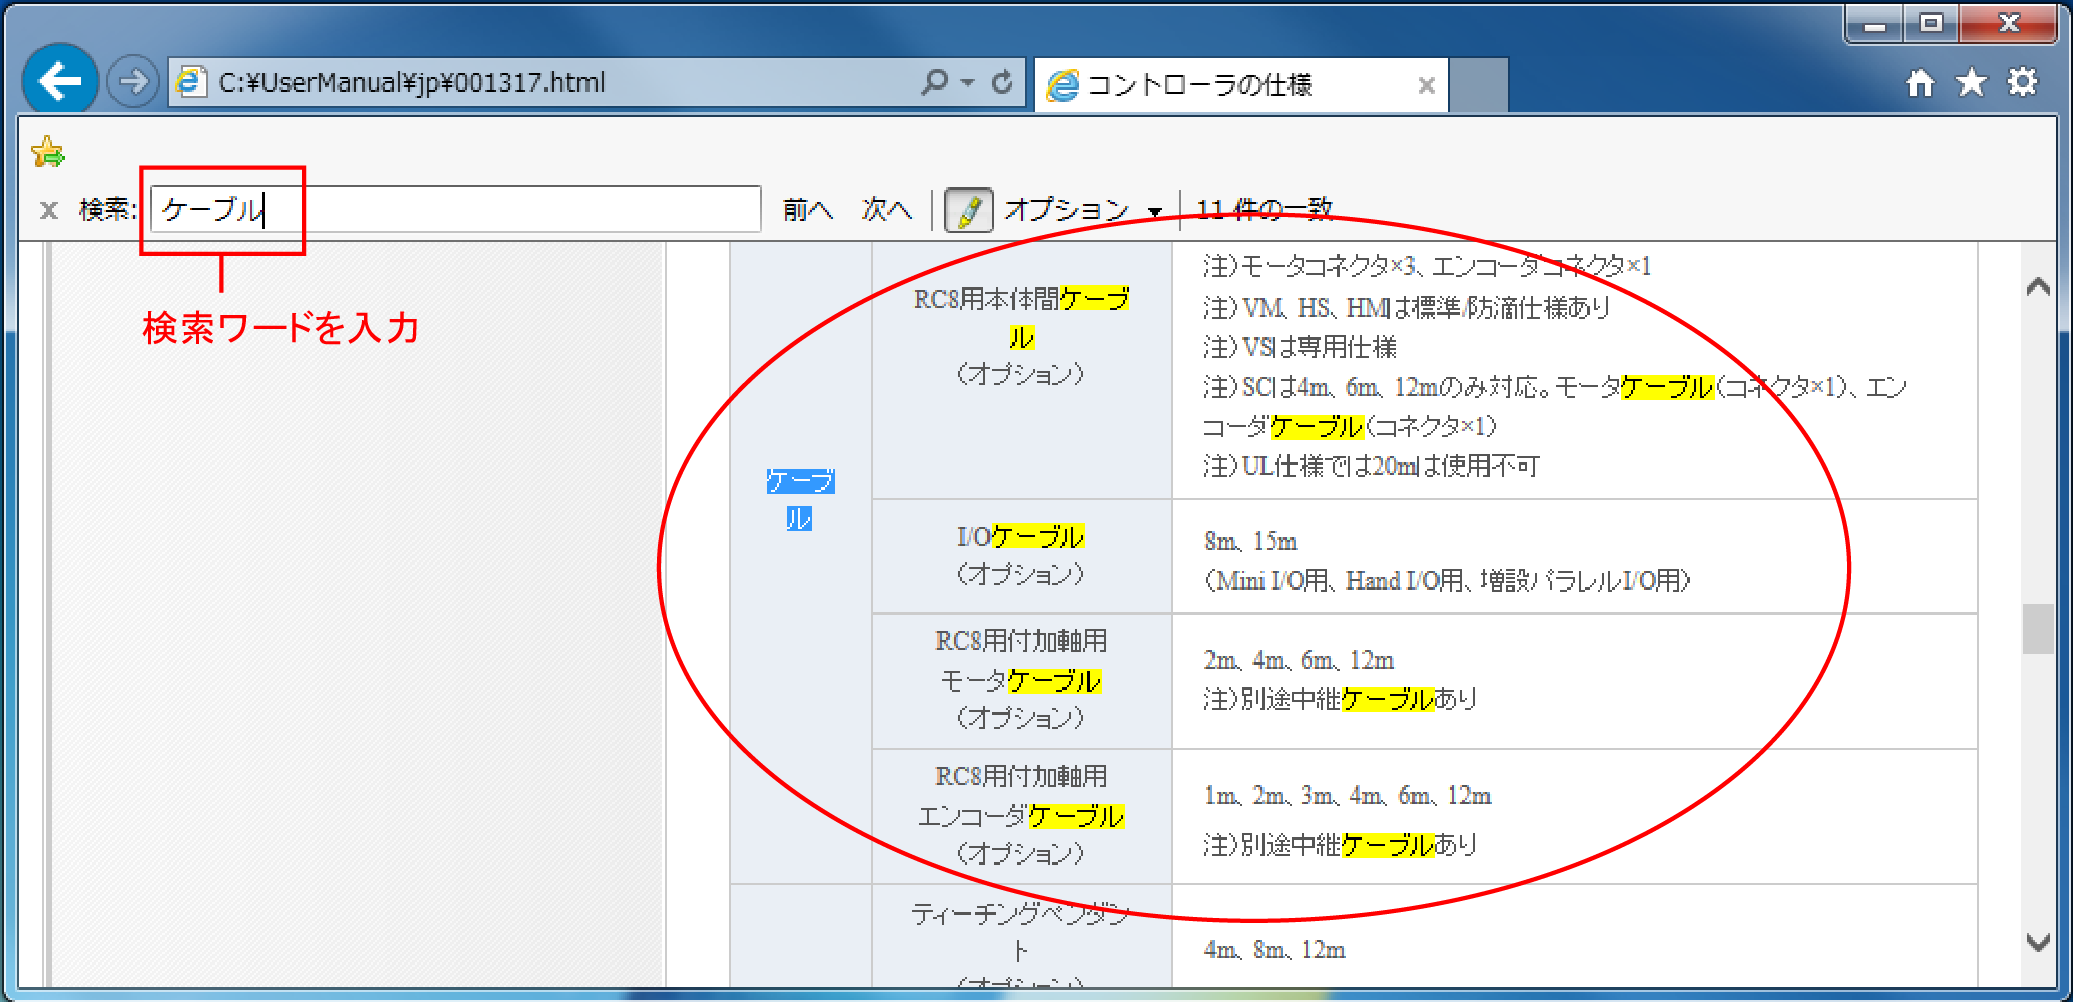 C:¥UserManual¥jp¥001317.html
コントローラの仕様
検索:
ケーブル
前へ
次へ
オプション
11 件の一致
検索ワードを入力
ケーブ
ル
RC8用本体間ケーブ
ル
（オプション）
注）モータコネクタ×3、エンコーダコネクタ×1
注）VM、HS、HMは標準/防滴仕様あり
注）VSは専用仕様
注）SCは4m、6m、12mのみ対応。モータケーブル（コネクタ×1）、エン
コーダケーブル（コネクタ×1）
注）UL仕様では20mは使用不可
I/Oケーブル
（オプション）
8m、15m
（Mini I/O用、Hand I/O用、増設パラレルI/O用）
RC8用付加軸用
モータケーブル
（オプション）
2m、4m、6m、12m
注）別途中継ケーブルあり
RC8用付加軸用
エンコーダケーブル
（オプション）
1m、2m、3m、4m、6m、12m
注）別途中継ケーブルあり
ティーチングペンダン
ト
（オプション）
4m、8m、12m